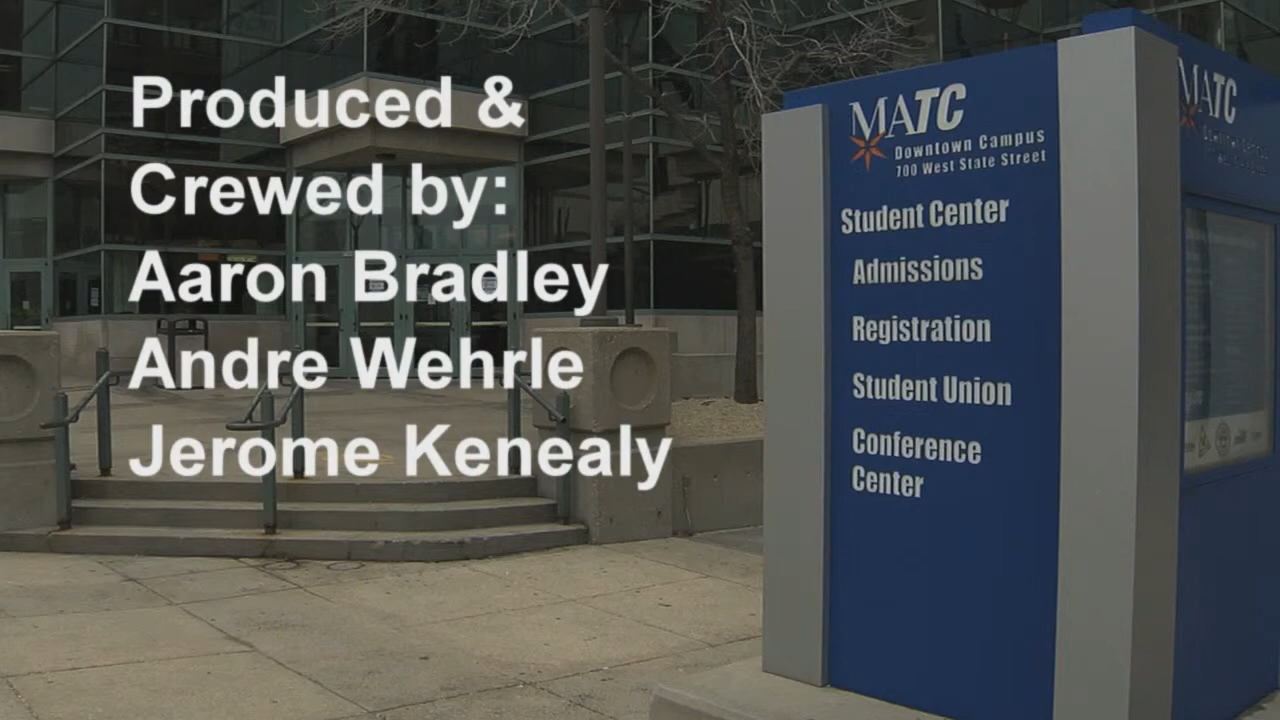 Produced &
Crewed by:
Aaron Bradley
Andre Wehrle
Jerome Kenealy
MATC
Downtown Campus
700 West State Street
Student Center
Admissions
Registration
Student Union
Conference
Center
MATC